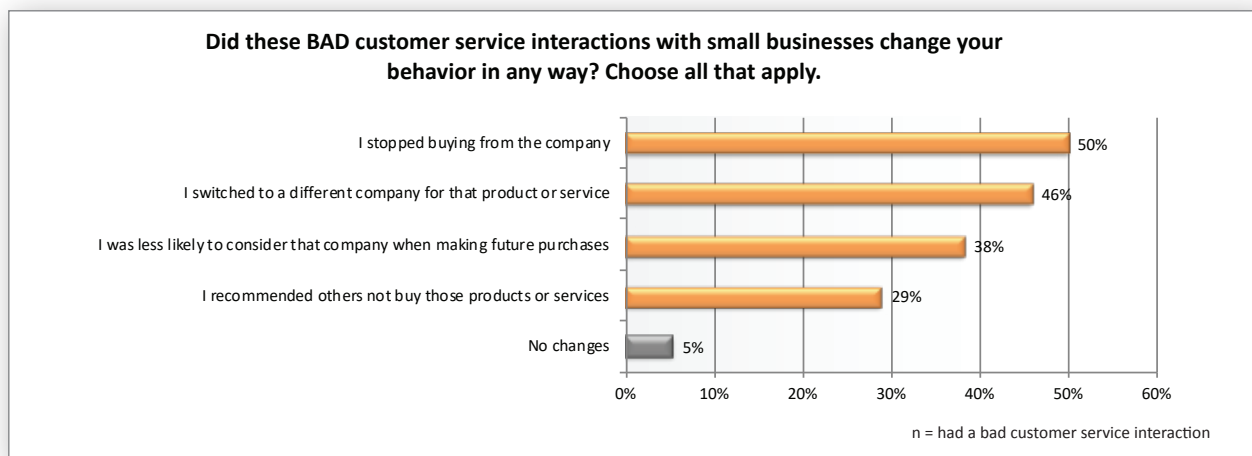 Did these BAD customer service interactions with small businesses change your
behavior in any way? Choose all that apply.
I stopped buying from the company
50%
I switched to a different company for that product or service
46%
I was less likely to consider that company when making future purchases
38%
I recommended others not buy those products or services
29%
No changes
5%
0% 10% 20% 30% 40% 50% 60%
n = had a bad customer service interaction